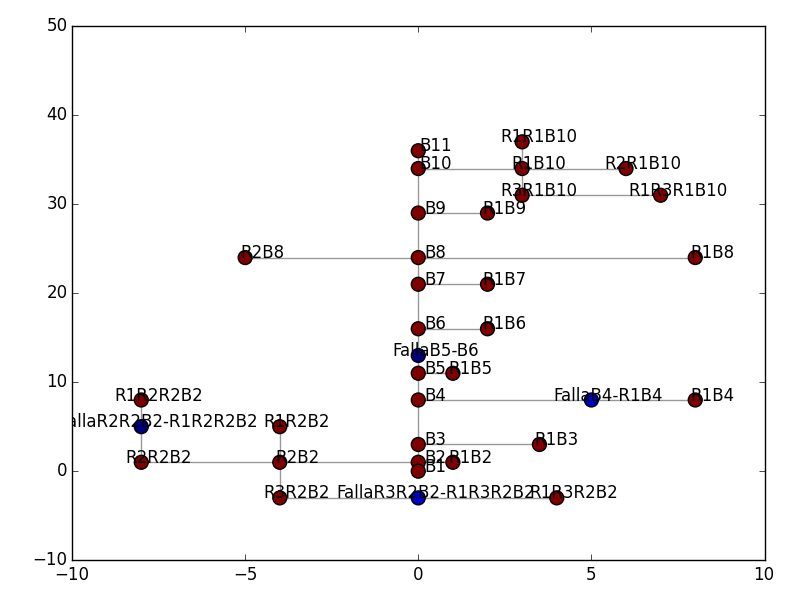 50
40
30
20
10
0
−10
−10
−5
0
5
10
R1R1B10
B11
B10
R1B10
R2R1B10
R3R1B10
R1R3R1B10
B9
R1B9
R2B8
B8
R1B8
B7
R1B7
B6
R1B6
FallaB5-B6
B5
R1B5
R1R2R2B2
B4
FallaB4-R1B4
R1B4
allaR2R2B2-R1R2R2B2
R1R2B2
B3
R1B3
R2R2B2
R2B2
B2
R1B2
B1
R3R2B2
FallaR3R2B2-R1R3R2B2
R1R3R2B2